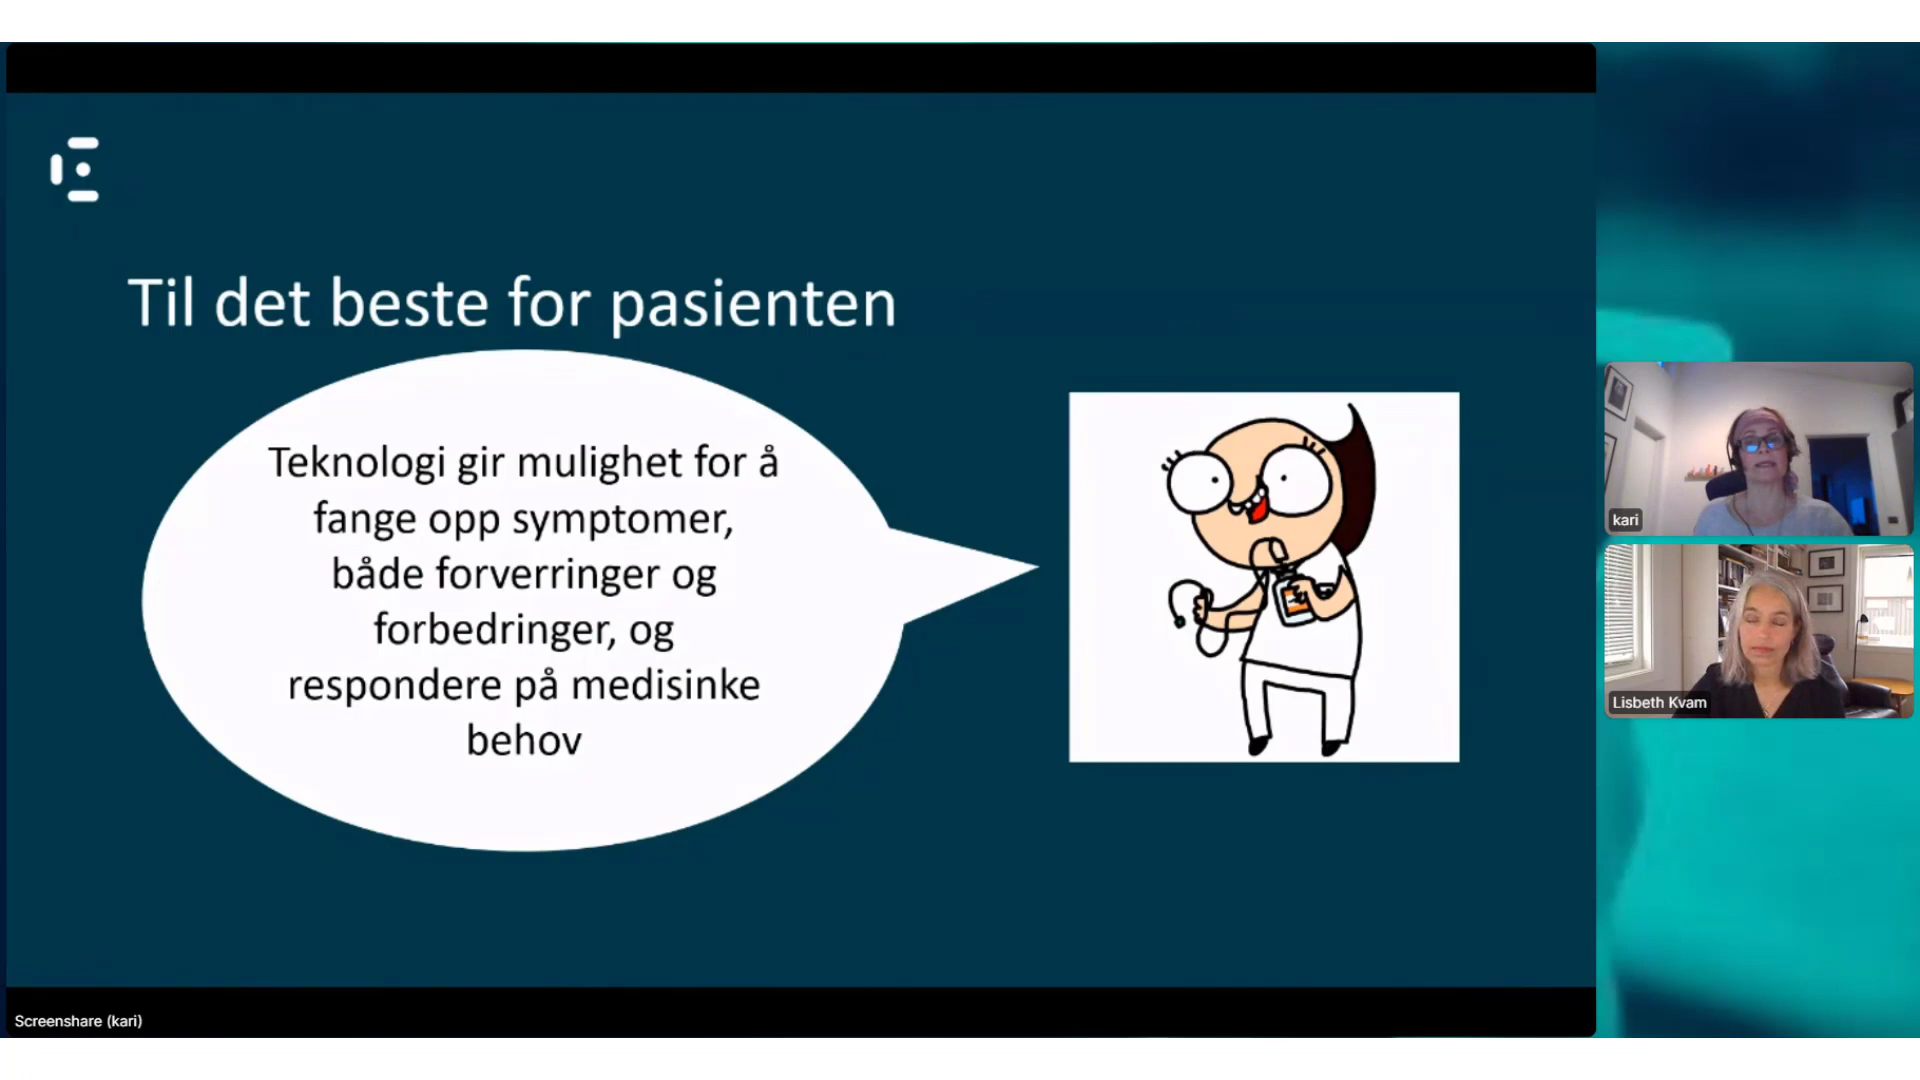 Til det beste for pasienten
Teknologi gir mulighet for å
fange opp symptomer,
både forverringer og
forbedringer, og
respondere på medisinke
behov
kari
Lisbeth Kvam
Screenshare (kari)